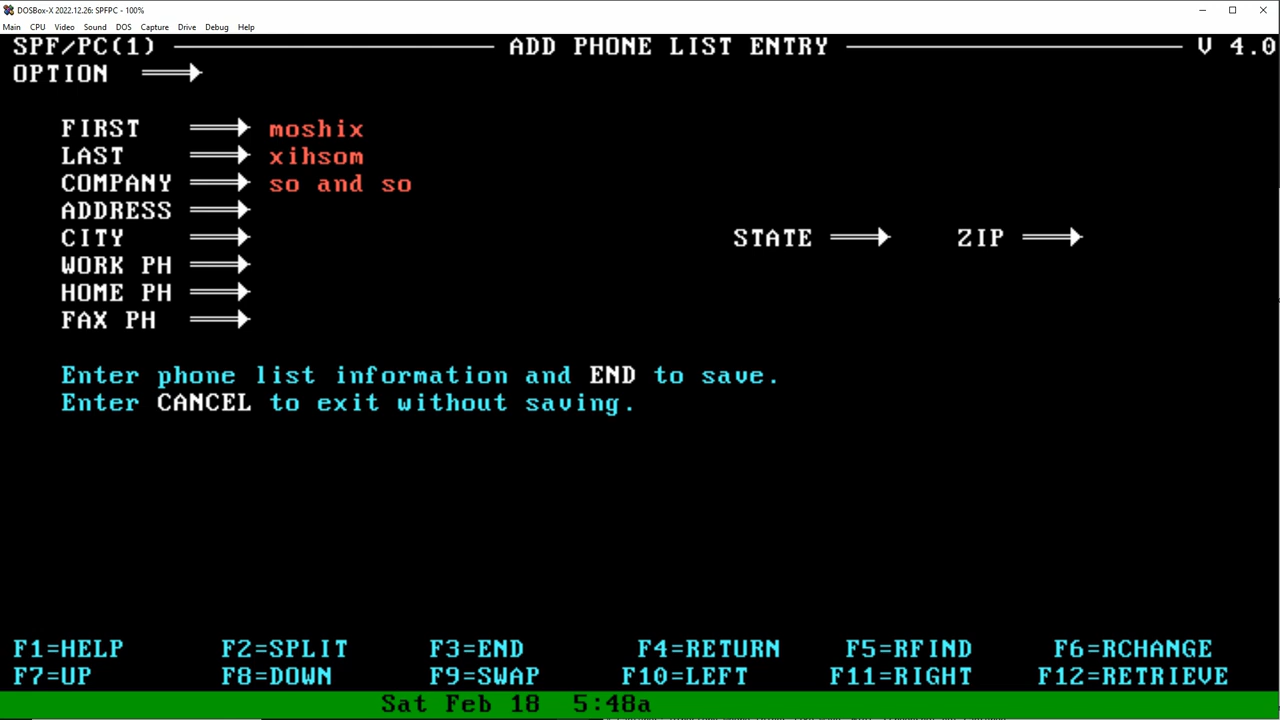 DOSBox-X 2022.12.26: SPFPC - 100%
Main CPU Video Sound DOS Capture Drive Debug Help
SPF/PC(1) ADD PHONE LIST ENTRY V 4.0
OPTION
FIRST moshix
LAST xihsom
COMPANY so and so
ADDRESS
CITY STATE ZIP
WORK PH
HOME PH
FAX PH
Enter phone list information and END to save.
Enter CANCEL to exit without saving.
F1=HELP F2=SPLIT F3=END F4=RETURN F5=RFIND F6=RCHANGE
F7=UP F8=DOWN F9=SWAP F10=LEFT F11=RIGHT F12=RETRIEVE
Sat Feb 18 5:48a